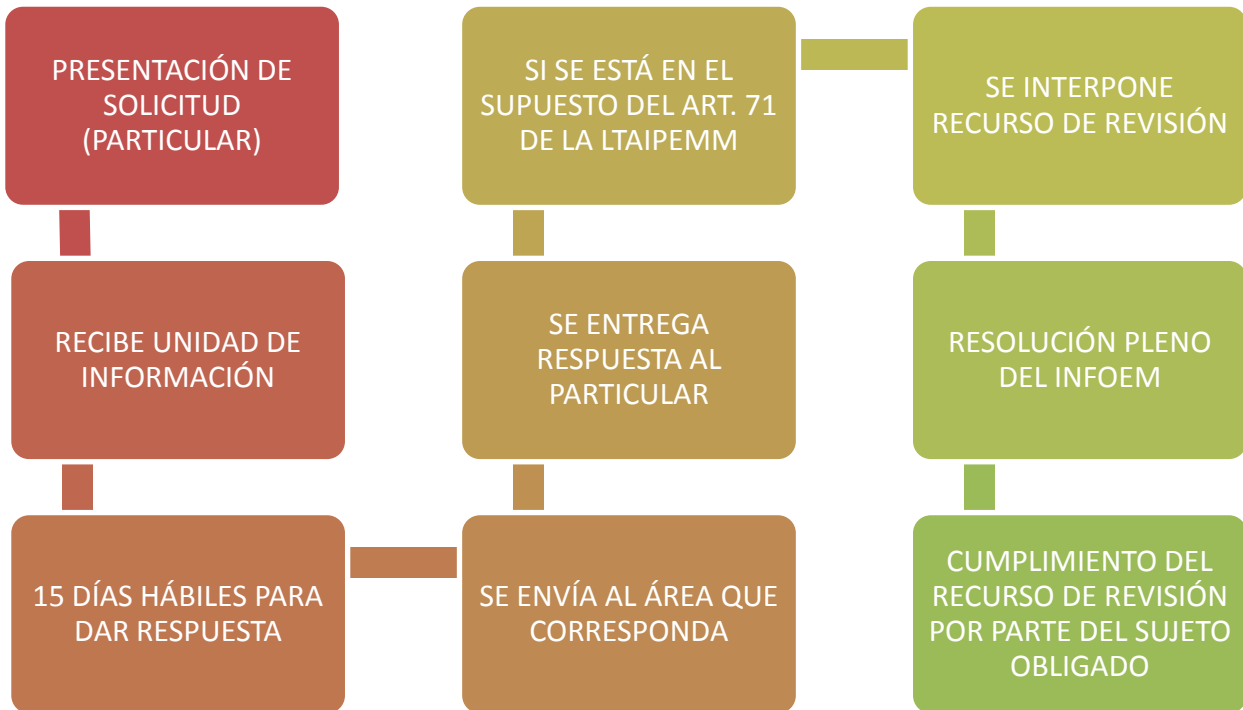 PRESENTACIÓN DE
SOLICITUD
(PARTICULAR)
RECIBE UNIDAD DE
INFORMACIÓN
15 DÍAS HÁBILES PARA
DAR RESPUESTA
SE ENVÍA AL ÁREA QUE
CORRESPONDA
SE ENTREGA
RESPUESTA AL
PARTICULAR
SI SE ESTÁ EN EL
SUPUESTO DEL ART. 71
DE LA LTAIPEMM
SE INTERPONE
RECURSO DE REVISIÓN
RESOLUCIÓN PLENO
DEL INFOEM
CUMPLIMIENTO DEL
RECURSO DE REVISIÓN
POR PARTE DEL SUJETO
OBLIGADO